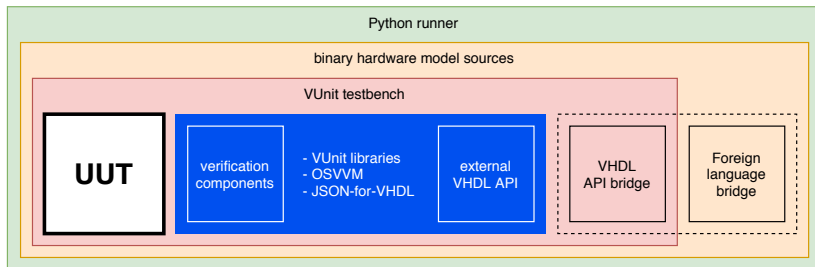 Python runner
binary hardware model sources
VUnit testbench
UUT
verification
components
- VUnit libraries
- OSVVM
- JSON-for-VHDL
external
VHDL API
VHDL
API bridge
Foreign
language
bridge